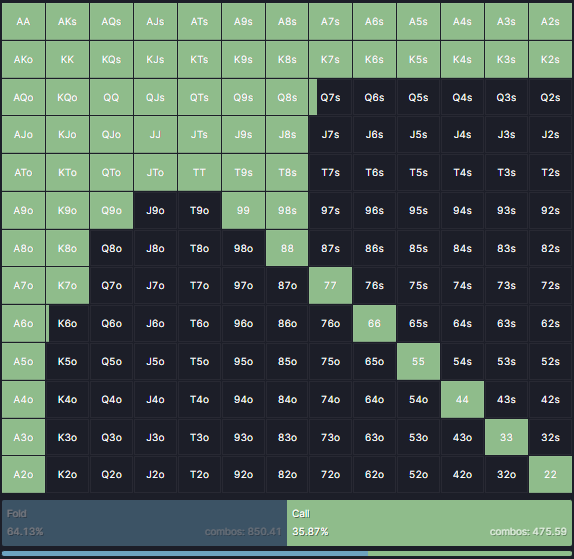 AA AKs AQs AJs ATs A9s A8s A7s A6s A5s A4s A3s A2s
AKo KK KQs KJs KTs K9s K8s K7s K6s K5s K4s K3s K2s
AQo KQo QQ QJs QTs Q9s Q8s Q7s Q6s Q5s Q4s Q3s Q2s
AJo KJo QJo JJ JTs J9s J8s J7s J6s J5s J4s J3s J2s
ATo KTo QTo JTo TT T9s T8s T7s T6s T5s T4s T3s T2s
A9o K9o Q9o J9o T9o 99 98s 97s 96s 95s 94s 93s 92s
A8o K8o Q8o J8o T8o 98o 88 87s 86s 85s 84s 83s 82s
A7o K7o Q7o J7o T7o 97o 87o 77 76s 75s 74s 73s 72s
A6o K6o Q6o J6o T6o 96o 86o 76o 66 65s 64s 63s 62s
A5o K5o Q5o J5o T5o 95o 85o 75o 65o 55 54s 53s 52s
A4o K4o Q4o J4o T4o 94o 84o 74o 64o 54o 44 43s 42s
A3o K3o Q3o J3o T3o 93o 83o 73o 63o 53o 43o 33 32s
A2o K2o Q2o J2o T2o 92o 82o 72o 62o 52o 42o 32o 22
Fold Call
64.13% combos: 850.41 35.87% combos: 475.59